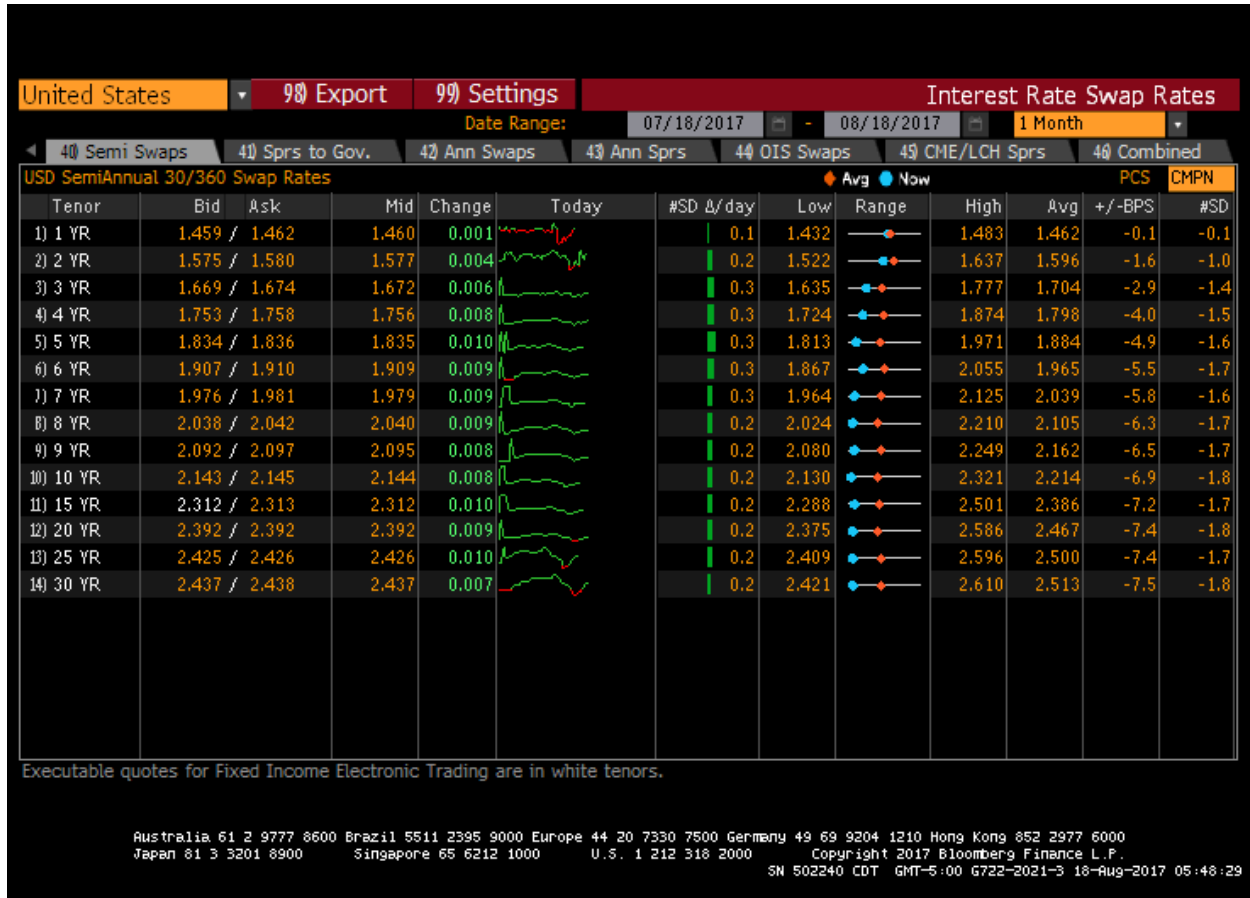 United States 98) Export 99) Settings Interest Rate Swap Rates
Date Range: 07/18/2017 - 08/18/2017 1 Month
40) Semi Swaps 41) Sprs to Gov. 42) Ann Swaps 43) Ann Sprs 44) OIS Swaps 45) CME/LCH Sprs 46) Combined
USD SemiAnnual 30/360 Swap Rates Avg Now PCS CMPN
Tenor Bid Ask Mid Change Today #SD Δ/day Low Range High Avg +/-BPS #SD
1) 1 YR 1.459 / 1.462 1.460 0.001 0.1 1.432 1.483 1.462 -0.1 -0.1
2) 2 YR 1.575 / 1.580 1.577 0.004 0.2 1.522 1.637 1.596 -1.6 -1.0
3) 3 YR 1.669 / 1.674 1.672 0.006 0.3 1.635 1.777 1.704 -2.9 -1.4
4) 4 YR 1.753 / 1.758 1.756 0.008 0.3 1.724 1.874 1.798 -4.0 -1.5
5) 5 YR 1.834 / 1.836 1.835 0.010 0.3 1.813 1.971 1.884 -4.9 -1.6
6) 6 YR 1.907 / 1.910 1.909 0.009 0.3 1.867 2.055 1.965 -5.5 -1.7
7) 7 YR 1.976 / 1.981 1.979 0.009 0.3 1.964 2.125 2.039 -5.8 -1.6
8) 8 YR 2.038 / 2.042 2.040 0.009 0.2 2.024 2.210 2.105 -6.3 -1.7
9) 9 YR 2.092 / 2.097 2.095 0.008 0.2 2.080 2.249 2.162 -6.5 -1.7
10) 10 YR 2.143 / 2.145 2.144 0.008 0.2 2.130 2.321 2.214 -6.9 -1.8
11) 15 YR 2.312 / 2.313 2.312 0.010 0.2 2.288 2.501 2.386 -7.2 -1.7
12) 20 YR 2.392 / 2.392 2.392 0.009 0.2 2.375 2.586 2.467 -7.4 -1.8
13) 25 YR 2.425 / 2.426 2.426 0.010 0.2 2.409 2.596 2.500 -7.4 -1.7
14) 30 YR 2.437 / 2.438 2.437 0.007 0.2 2.421 2.610 2.513 -7.5 -1.8
Executable quotes for Fixed Income Electronic Trading are in white tenors.
Australia 61 2 9777 8600 Brazil 5511 2395 9000 Europe 44 20 7330 7500 Germany 49 69 9204 1210 Hong Kong 852 2977 6000
Japan 81 3 3201 8900 Singapore 65 6212 1000 U.S. 1 212 318 2000 Copyright 2017 Bloomberg Finance L.P.
SN 502240 CDT GMT-5:00 G722-2021-3 18-Aug-2017 05:48:29